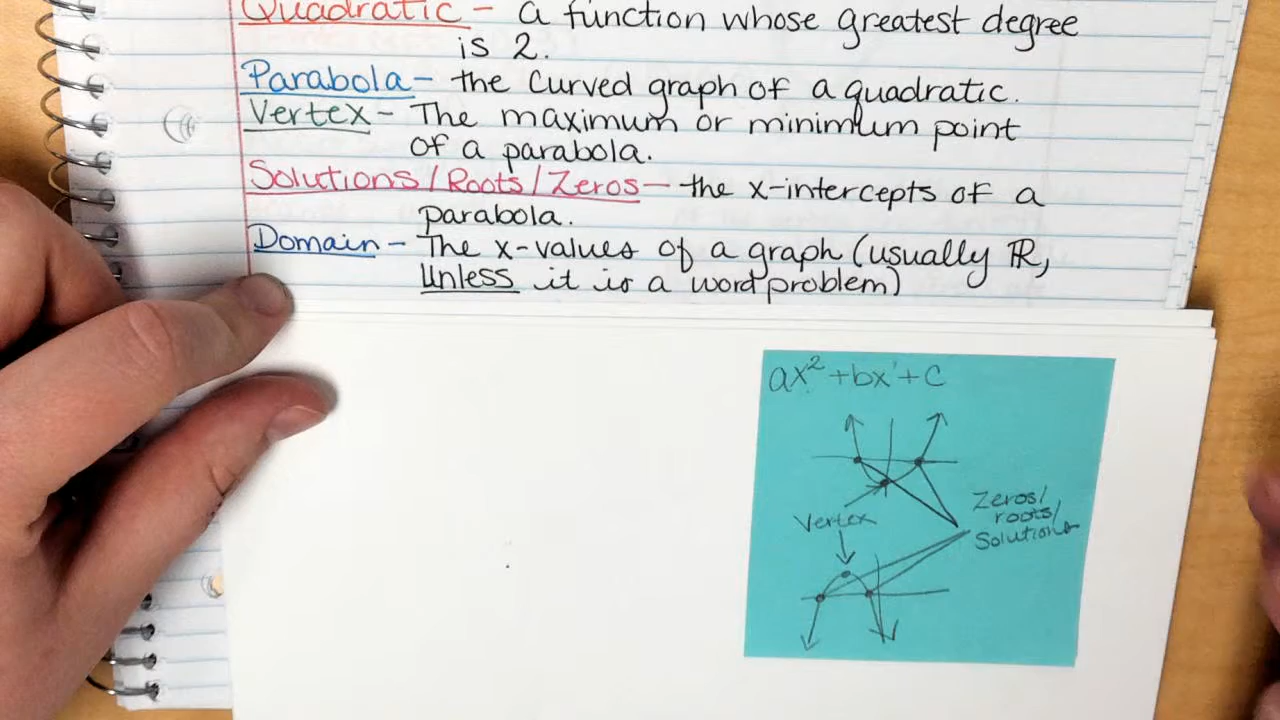 Quadratic - a function whose greatest degree
is 2.
Parabola - the curved graph of a quadratic.
Vertex - The maximum or minimum point
of a parabola.
Solutions/Roots/Zeros - the x-intercepts of a
parabola.
Domain - The x-values of a graph (usually ℝ,
Unless it is a word problem)
ax²+bx¹+c
Vertex
Zeros/
roots/
Solutions